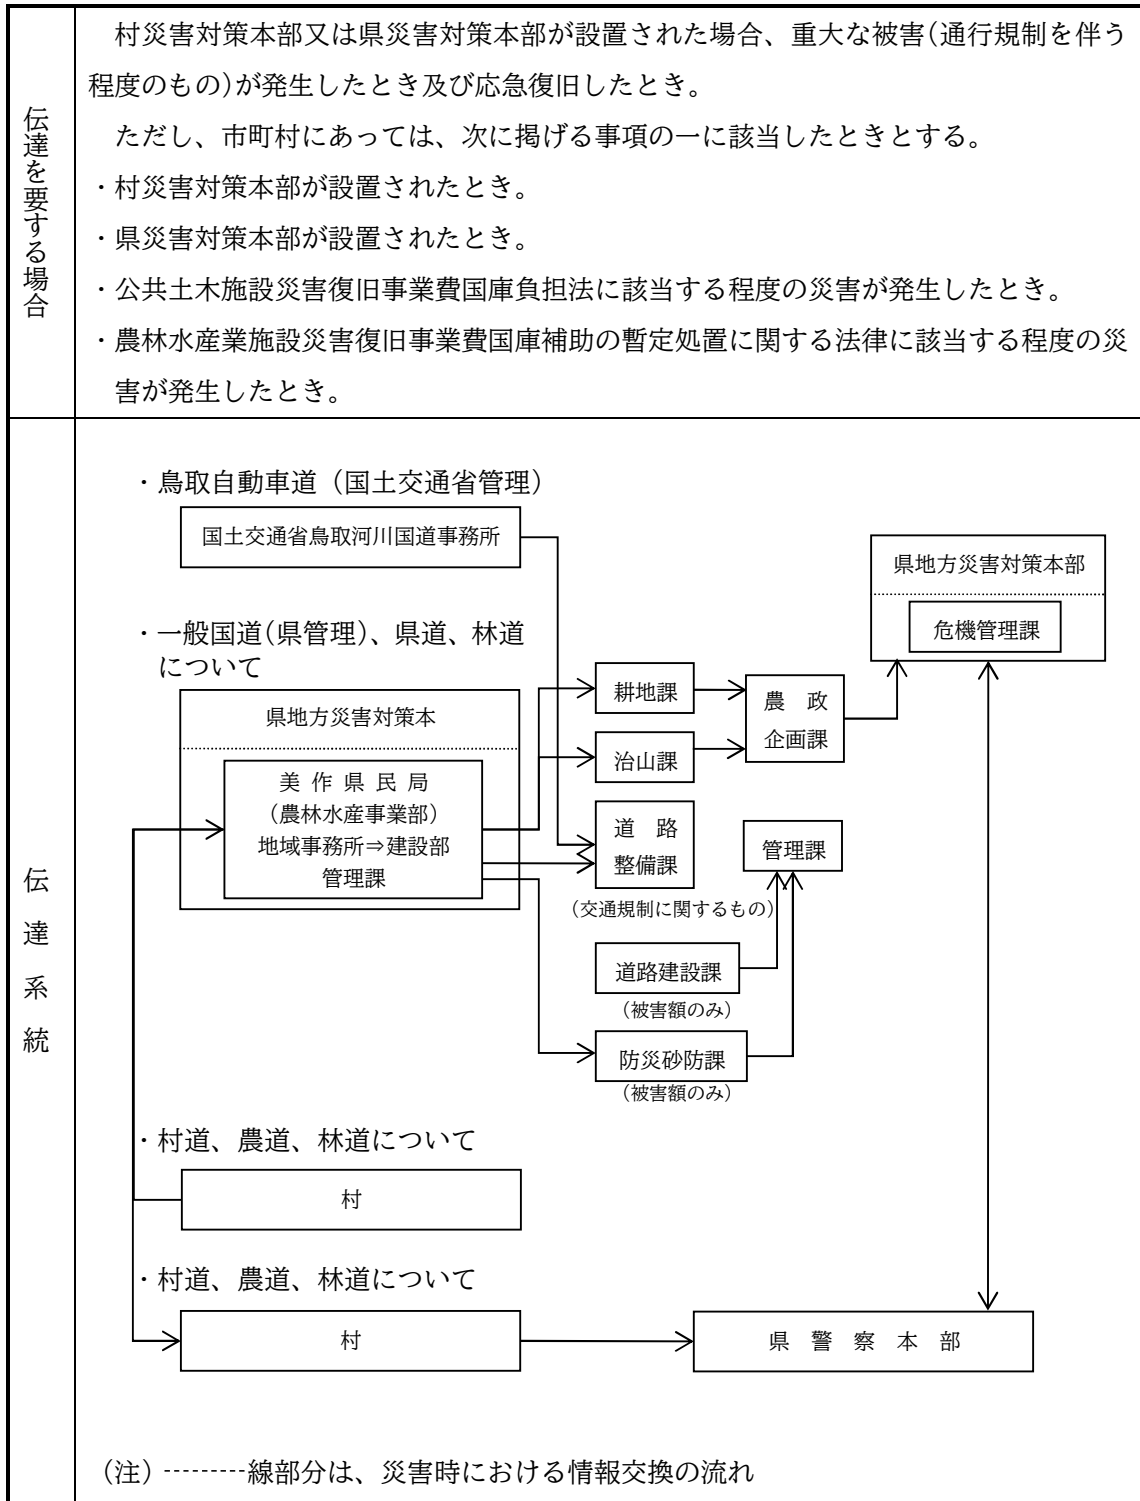 伝達を要する場合
村災害対策本部又は県災害対策本部が設置された場合、重大な被害（通行規制を伴う
程度のもの）が発生したとき及び応急復旧したとき。
ただし、市町村にあっては、次に掲げる事項の一に該当したときとする。
・村災害対策本部が設置されたとき。
・県災害対策本部が設置されたとき。
・公共土木施設災害復旧事業費国庫負担法に該当する程度の災害が発生したとき。
・農林水産業施設災害復旧事業費国庫補助の暫定処置に関する法律に該当する程度の災
害が発生したとき。
伝達系統
・鳥取自動車道（国土交通省管理）
国土交通省鳥取河川国道事務所
県地方災害対策本部
危機管理課
・一般国道（県管理）、県道、林道
について
県地方災害対策本
美作県民局
（農林水産事業部）
地域事務所⇒建設部
管理課
耕地課
治山課
農　政
企画課
道　路
整備課
（交通規制に関するもの）
管理課
道路建設課
（被害額のみ）
防災砂防課
（被害額のみ）
・村道、農道、林道について
村
・村道、農道、林道について
村
県　警　察　本　部
（注）---------線部分は、災害時における情報交換の流れ